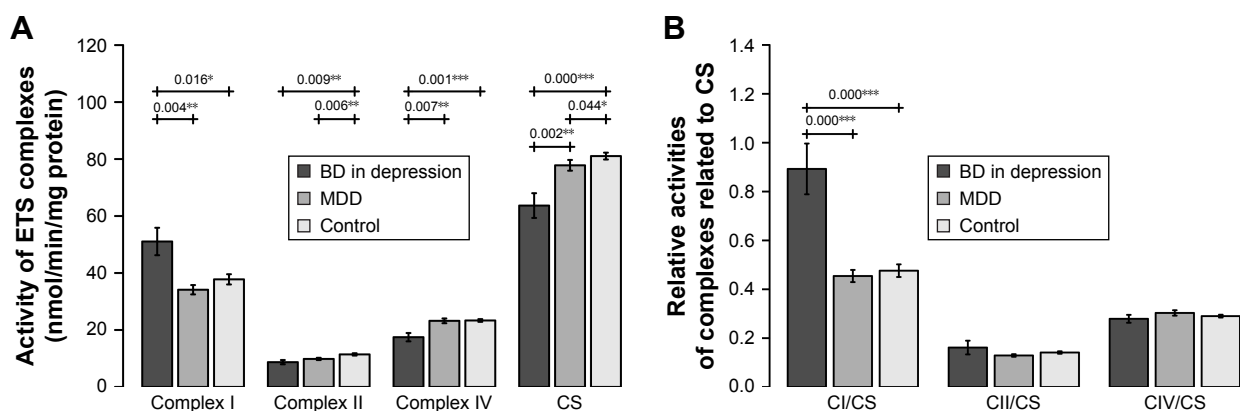 A
Activity of ETS complexes
(nmol/min/mg protein)
120
100
80
60
40
20
0
0.016*
0.004**
0.009**
0.006**
0.001***
0.007**
0.000***
0.044*
0.002**
BD in depression
MDD
Control
Complex I
Complex II
Complex IV
CS
B
Relative activities
of complexes related to CS
1.4
1.2
1.0
0.8
0.6
0.4
0.2
0.0
0.000***
0.000***
BD in depression
MDD
Control
CI/CS
CII/CS
CIV/CS